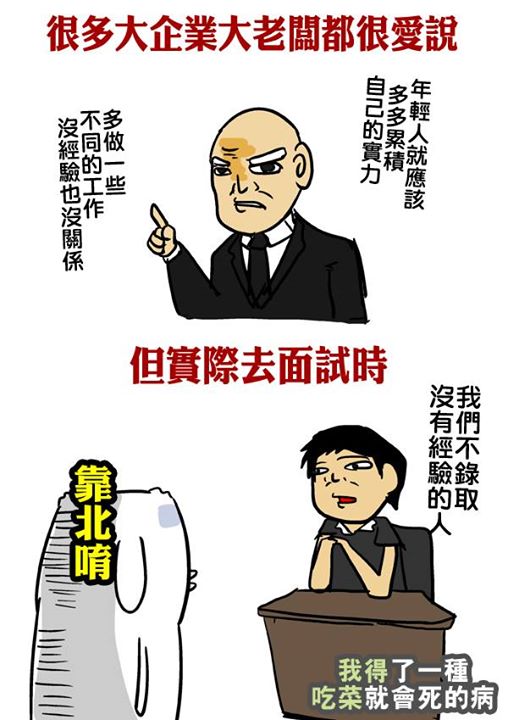 很多大企業大老闆都很愛說
年輕人就應該
多多累積
自己的實力
多做一些
不同的工作
沒經驗也沒關係
但實際去面試時
我們不錄取
沒有經驗的人
靠北唷
我得了一種
吃菜就會死的病